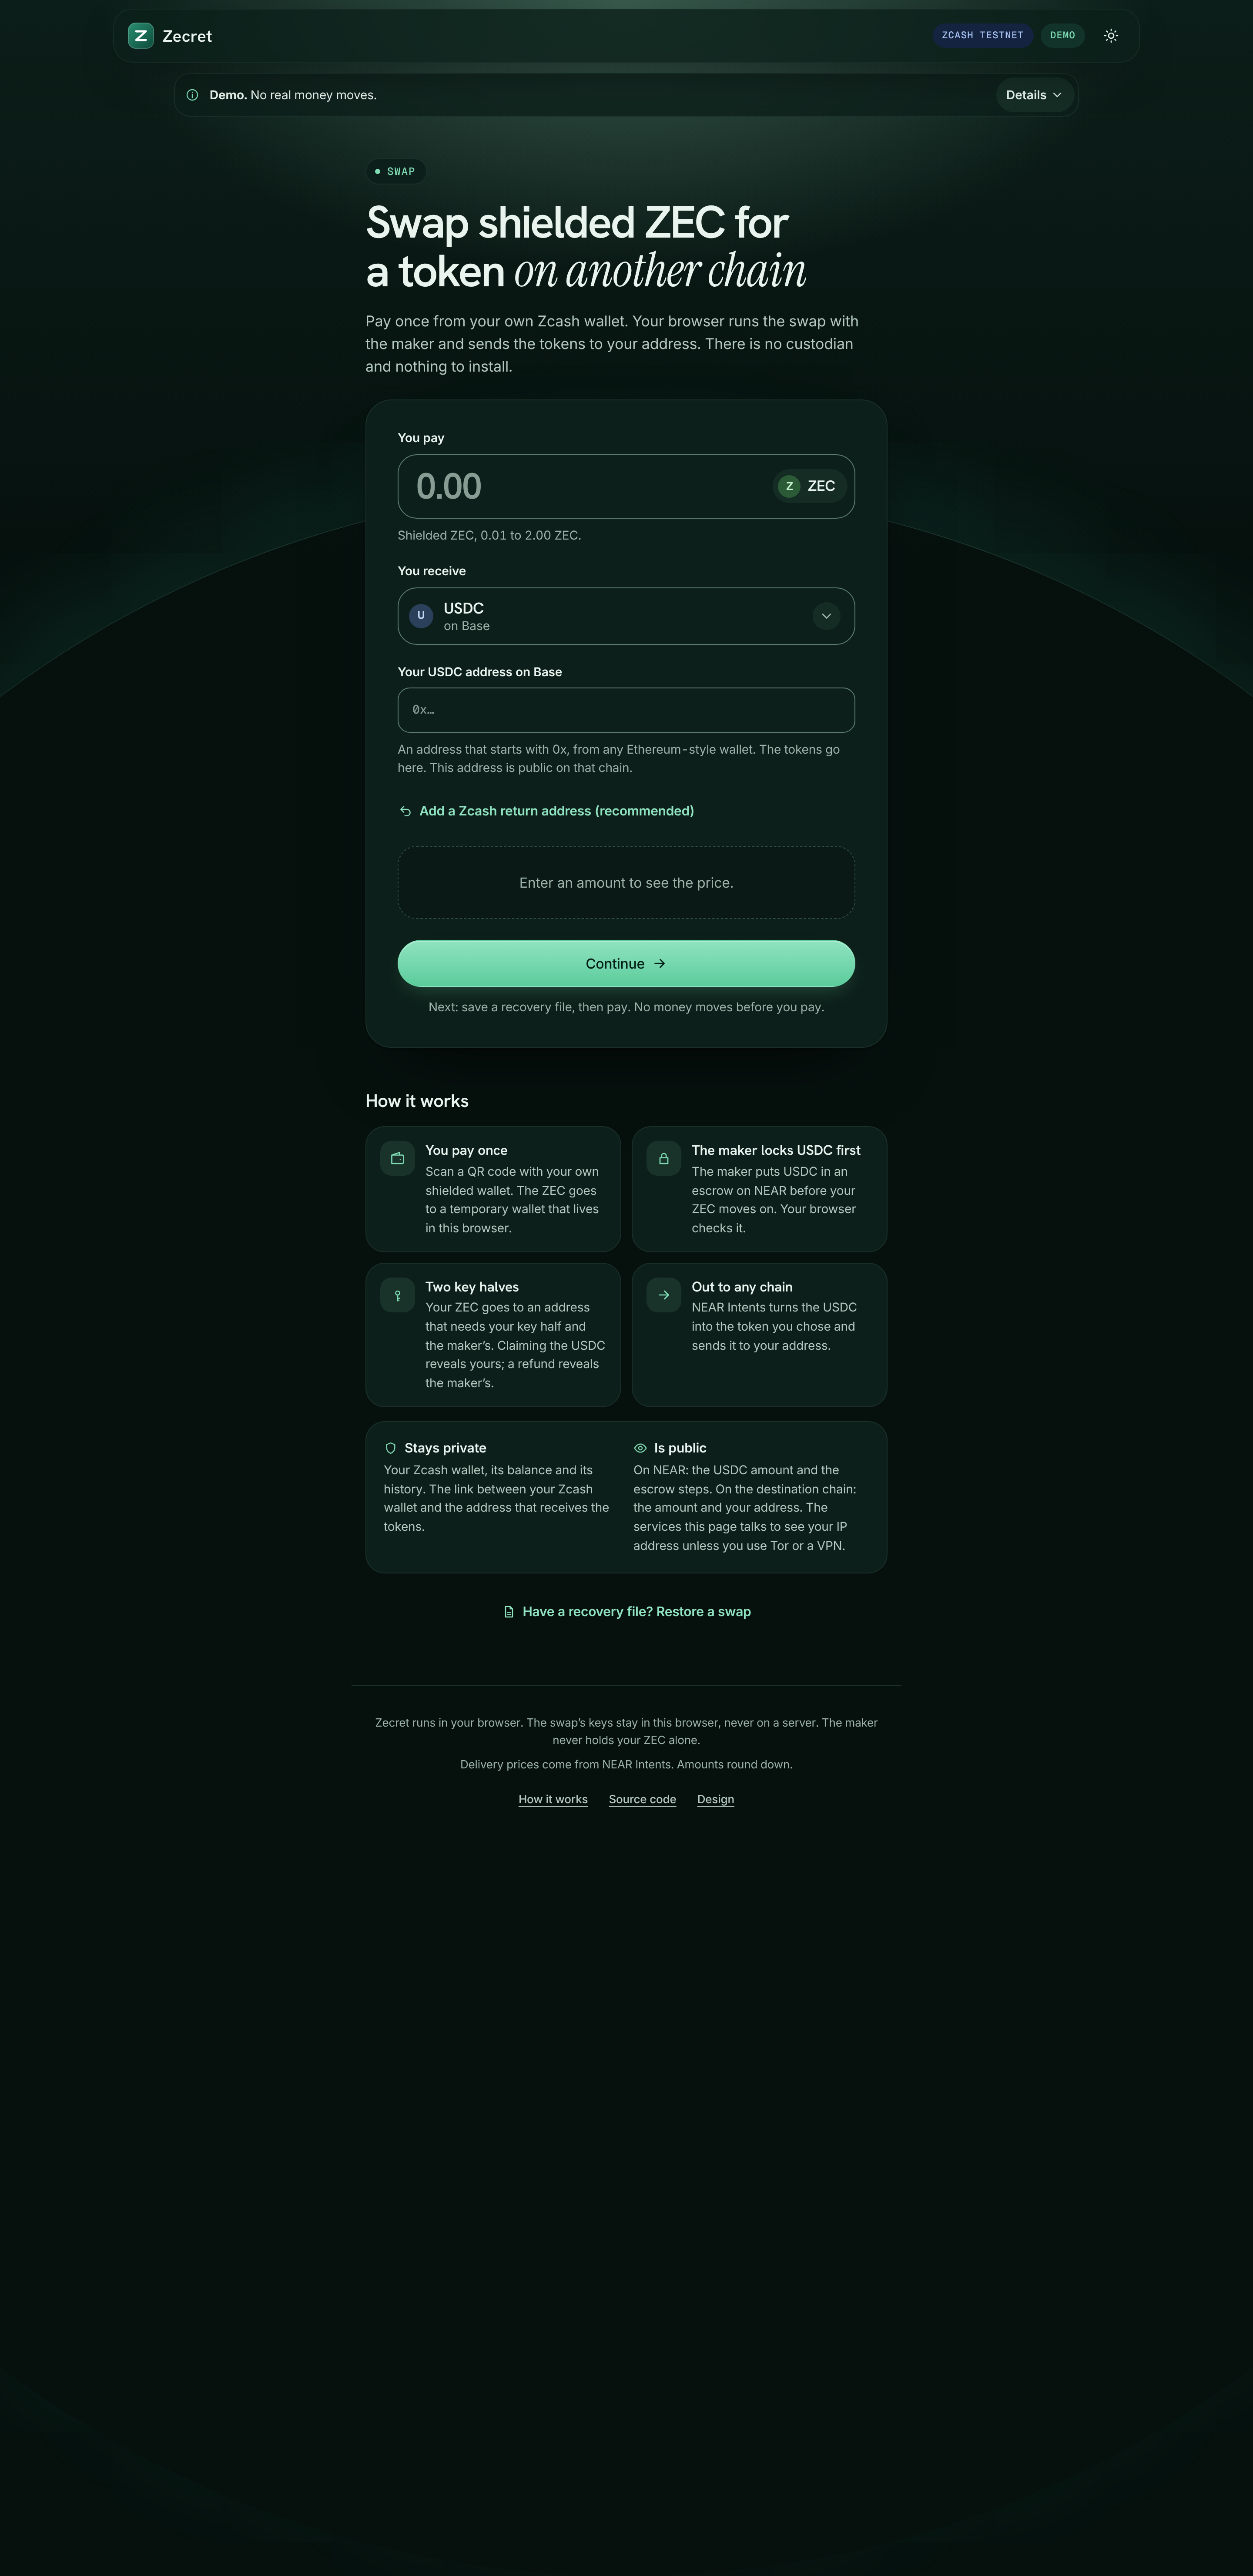 Zecret
ZCASH TESTNET
DEMO
Demo. No real money moves.
Details
SWAP
Swap shielded ZEC for
a token on another chain
Pay once from your own Zcash wallet. Your browser runs the swap with
the maker and sends the tokens to your address. There is no custodian
and nothing to install.
You pay
0.00
Z
ZEC
Shielded ZEC, 0.01 to 2.00 ZEC.
You receive
U
USDC
on Base
Your USDC address on Base
0x…
An address that starts with 0x, from any Ethereum-style wallet. The tokens go
here. This address is public on that chain.
Add a Zcash return address (recommended)
Enter an amount to see the price.
Continue →
Next: save a recovery file, then pay. No money moves before you pay.
How it works
You pay once
Scan a QR code with your own
shielded wallet. The ZEC goes
to a temporary wallet that lives
in this browser.
The maker locks USDC first
The maker puts USDC in an
escrow on NEAR before your
ZEC moves on. Your browser
checks it.
Two key halves
Your ZEC goes to an address
that needs your key half and
the maker’s. Claiming the USDC
reveals yours; a refund reveals
the maker’s.
Out to any chain
NEAR Intents turns the USDC
into the token you chose and
sends it to your address.
Stays private
Your Zcash wallet, its balance and its
history. The link between your Zcash
wallet and the address that receives the
tokens.
Is public
On NEAR: the USDC amount and the
escrow steps. On the destination chain:
the amount and your address. The
services this page talks to see your IP
address unless you use Tor or a VPN.
Have a recovery file? Restore a swap
Zecret runs in your browser. The swap’s keys stay in this browser, never on a server. The maker
never holds your ZEC alone.
Delivery prices come from NEAR Intents. Amounts round down.
How it works
Source code
Design